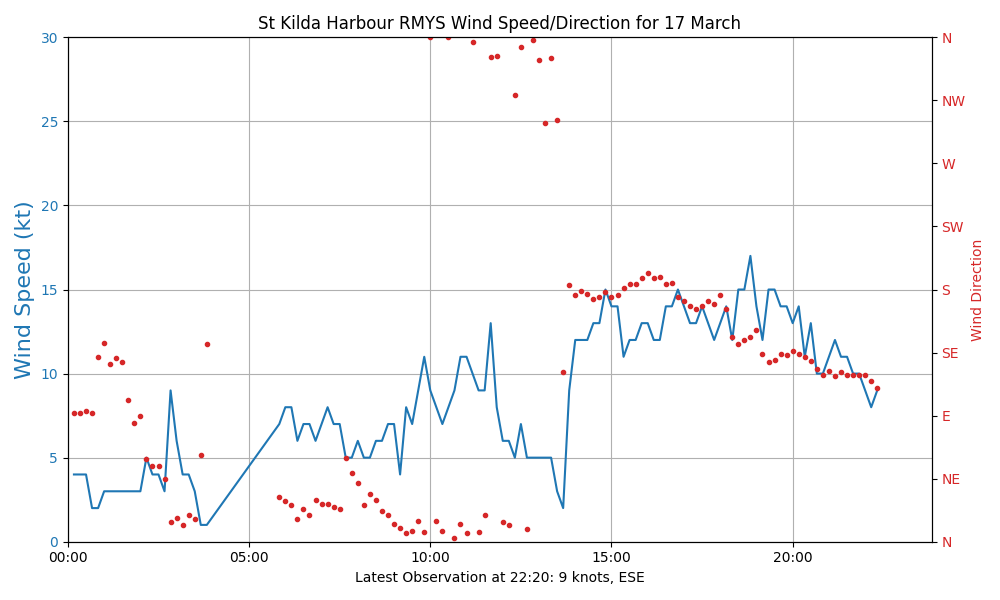 St Kilda Harbour RMYS Wind Speed/Direction for 17 March
Wind Speed (kt)
30
25
20
15
10
5
0
N
NW
W
SW
S
SE
E
NE
N
Wind Direction
00:00
05:00
10:00
15:00
20:00
Latest Observation at 22:20: 9 knots, ESE